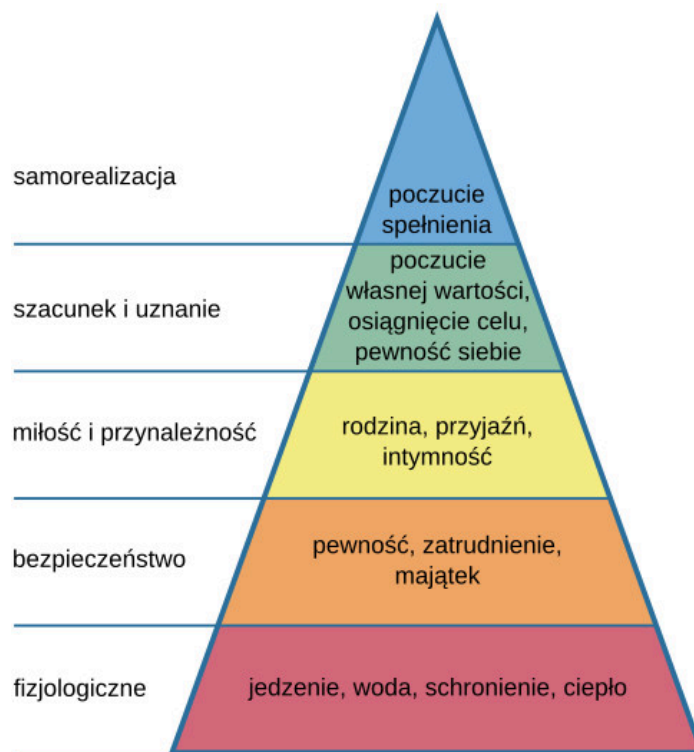 samorealizacja
poczucie
spełnienia
szacunek i uznanie
poczucie
własnej wartości,
osiągnięcie celu,
pewność siebie
miłość i przynależność
rodzina, przyjaźń,
intymność
bezpieczeństwo
pewność, zatrudnienie,
majątek
fizjologiczne
jedzenie, woda, schronienie, ciepło